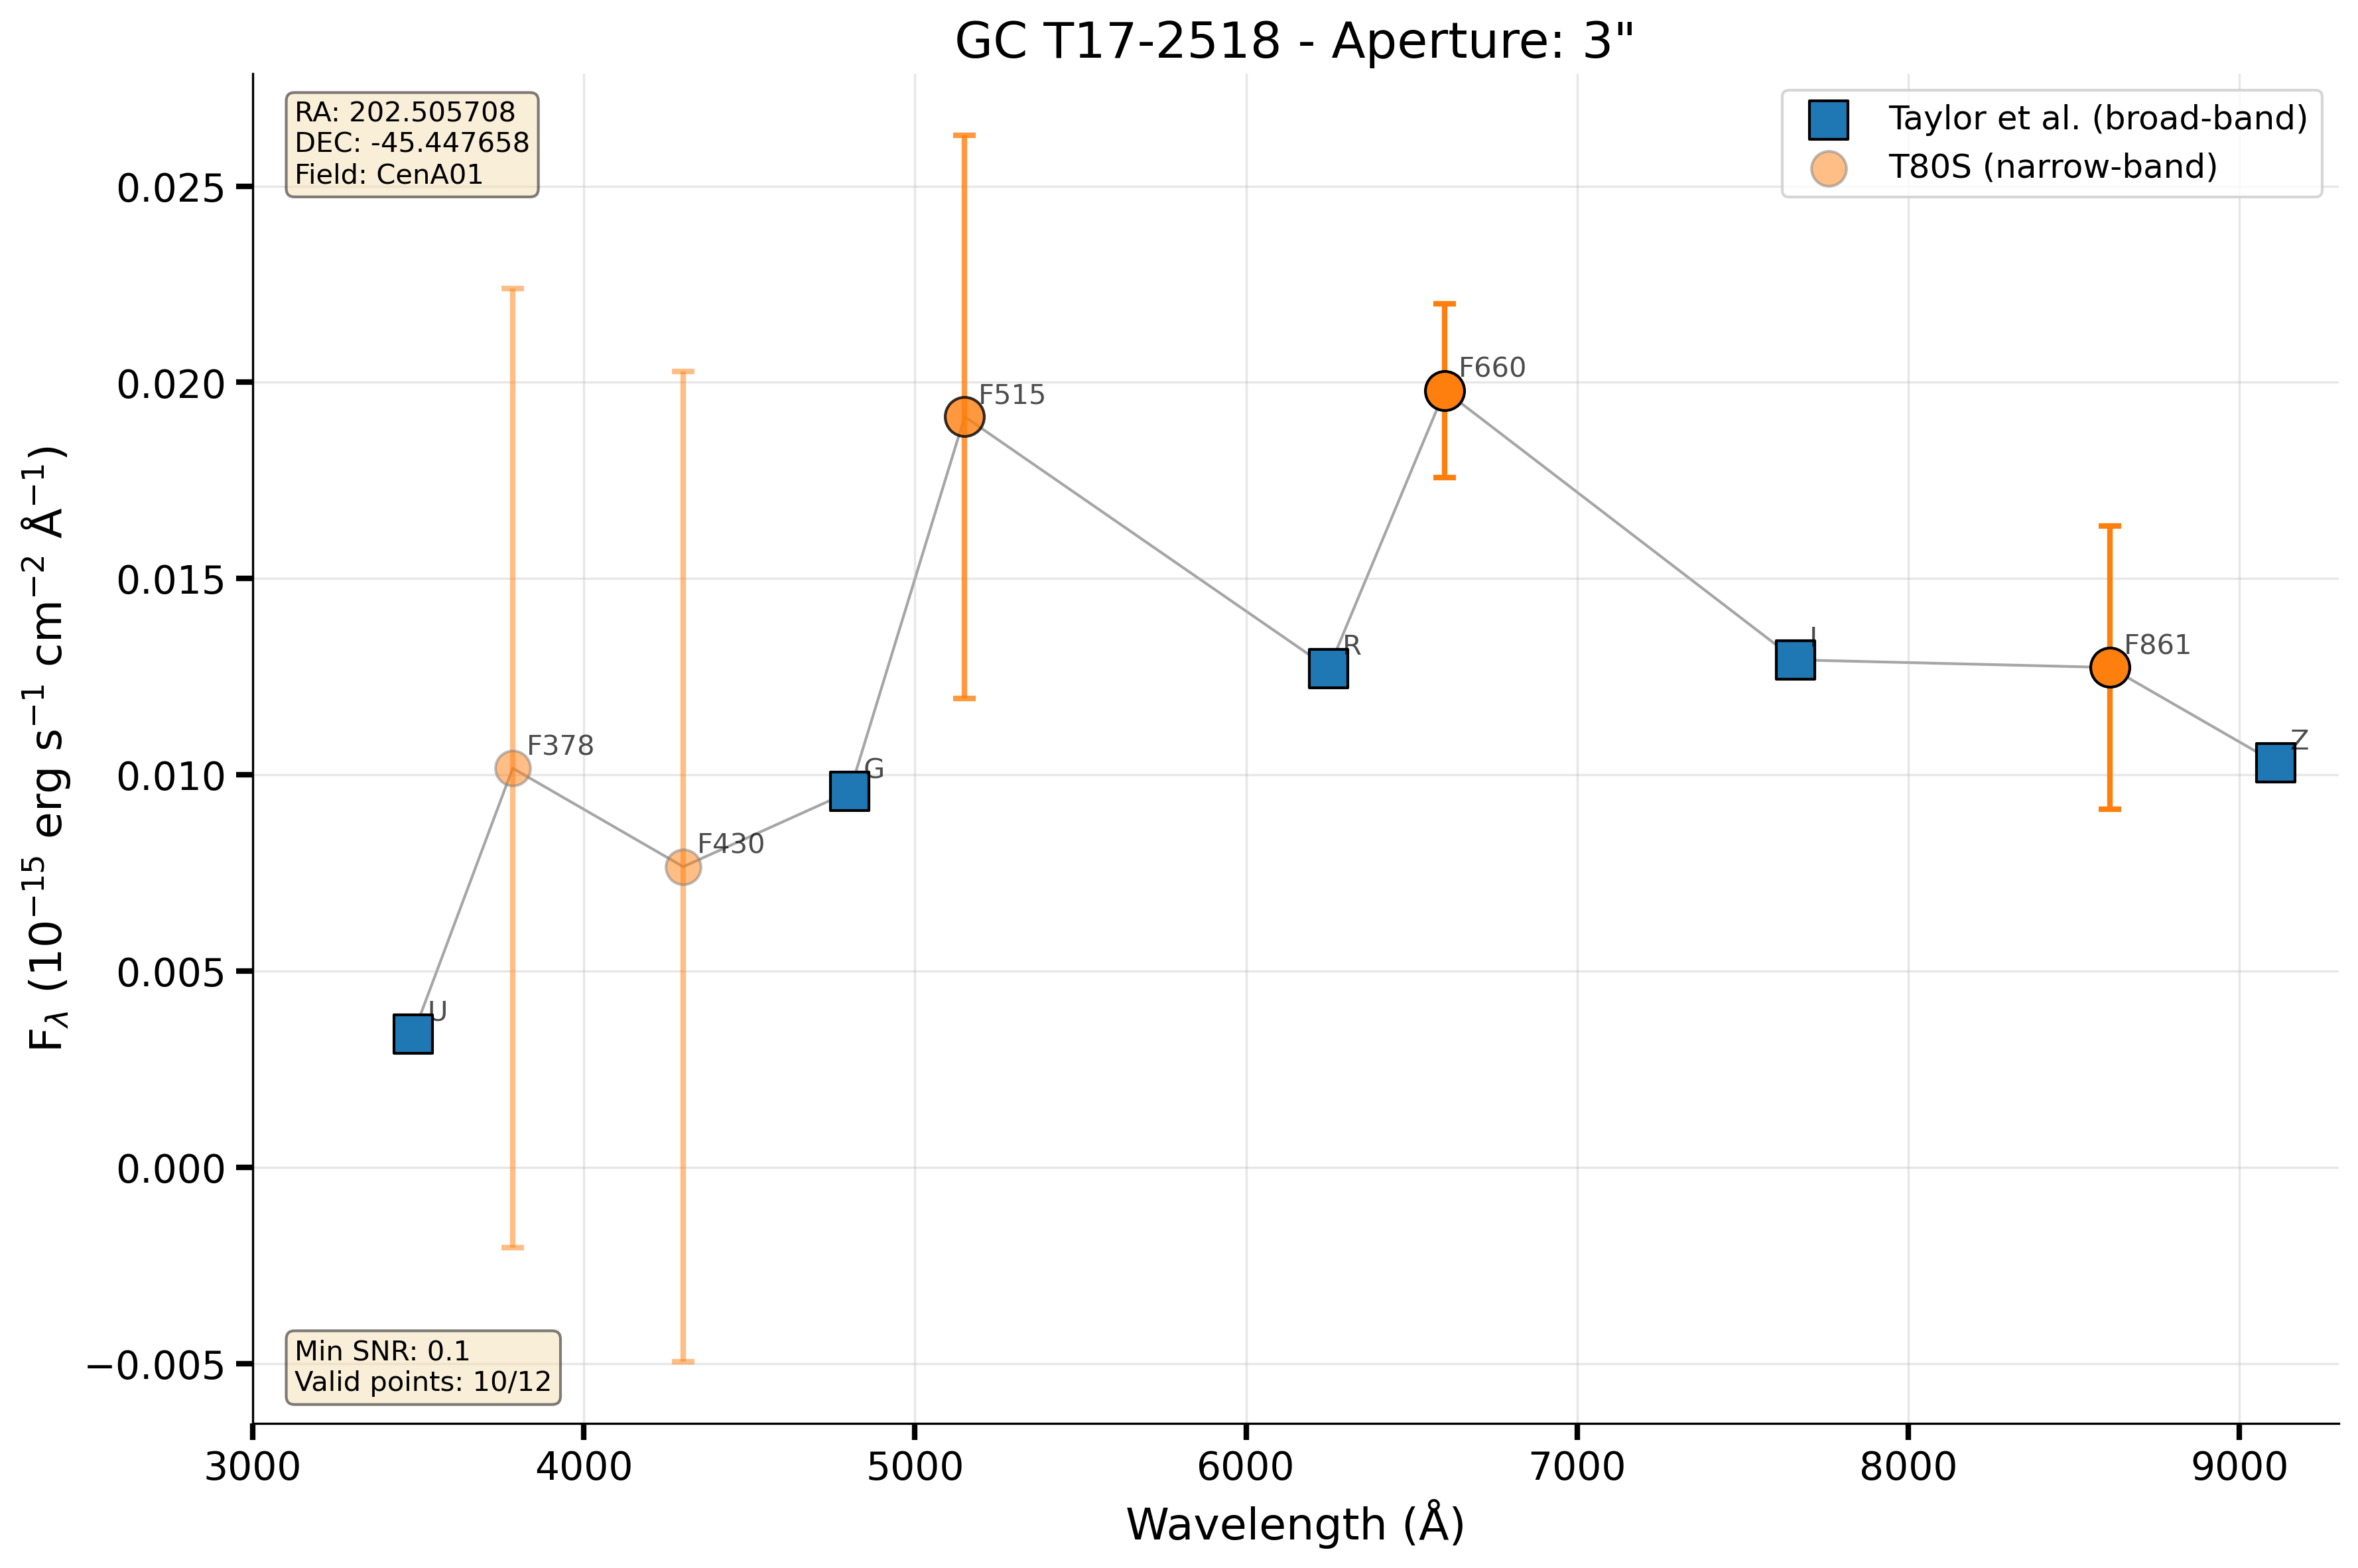 GC T17-2518 - Aperture: 3"
RA: 202.505708
DEC: -45.447658
Field: CenA01
Taylor et al. (broad-band)
T80S (narrow-band)
0.025
0.020
0.015
0.010
0.005
0.000
−0.005
F_λ (10⁻¹⁵ erg s⁻¹ cm⁻² Å⁻¹)
U
F378
F430
G
F515
R
F660
I
F861
Z
Min SNR: 0.1
Valid points: 10/12
3000 4000 5000 6000 7000 8000 9000
Wavelength (Å)